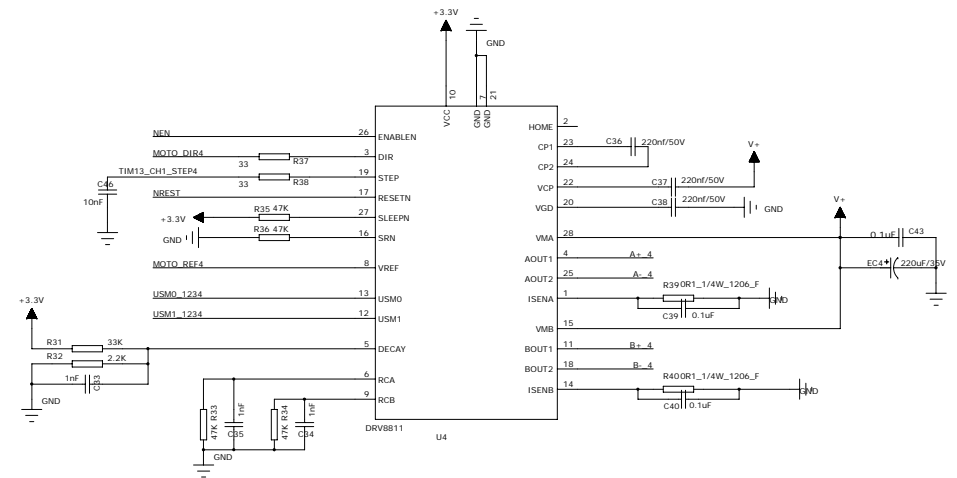 +3.3V
GND
10
7
21
VCC
GND
GND
NEN
26
ENABLEN
HOME
2
MOTO_DIR4
33
R37
3
DIR
CP1
23
C36
220nf/50V
TIM13_CH1_STEP4
33
R38
19
STEP
CP2
24
V+
C46
10nF
NREST
17
RESETN
VCP
22
C37
220nf/50V
+3.3V
R35 47K
27
SLEEPN
VGD
20
C38
220nf/50V
GND
V+
GND
R36 47K
16
SRN
VMA
28
0.1uF
C43
MOTO_REF4
8
VREF
AOUT1
4
A+_4
AOUT2
25
A-_4
EC4
220uF/35V
USM0_1234
13
USM0
ISENA
1
R39
0R1_1/4W_1206_F
C39
0.1uF
GND
USM1_1234
12
USM1
VMB
15
+3.3V
R31
33K
5
DECAY
BOUT1
11
B+_4
R32
2.2K
BOUT2
18
B-_4
1nF
C33
GND
6
RCA
ISENB
14
R40
0R1_1/4W_1206_F
C40
0.1uF
GND
9
RCB
47K R33
1nF
C35
47K R34
1nF
C34
GND
DRV8811
U4